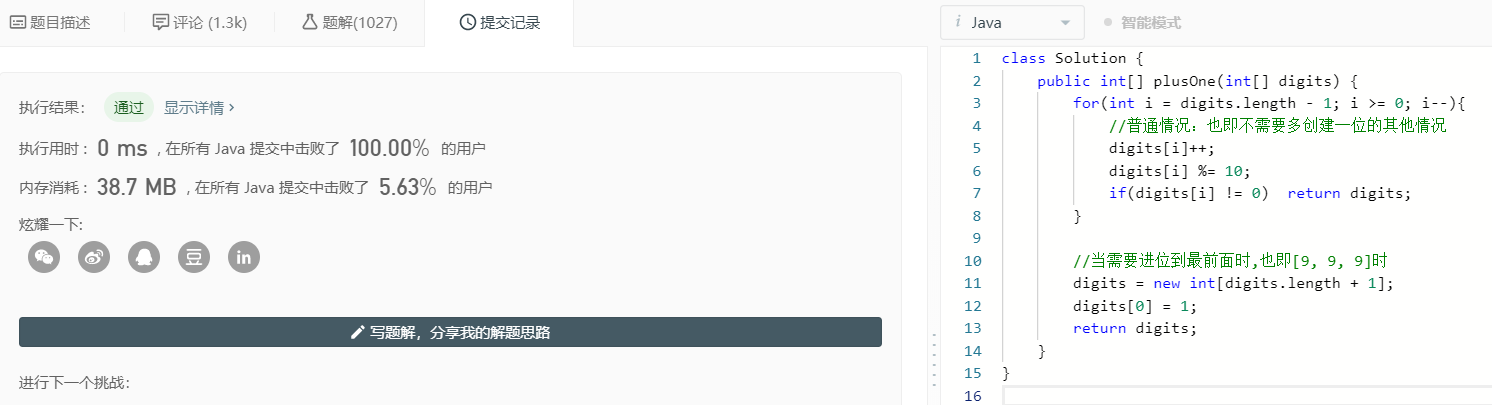 题目描述
评论 (1.3k)
题解(1027)
提交记录
执行结果：
通过
显示详情 ›
执行用时 : 0 ms , 在所有 Java 提交中击败了 100.00% 的用户
内存消耗 : 38.7 MB , 在所有 Java 提交中击败了 5.63% 的用户
炫耀一下:
豆
in
写题解，分享我的解题思路
进行下一个挑战：
i Java
智能模式
1 class Solution {
2 public int[] plusOne(int[] digits) {
3 for(int i = digits.length - 1; i >= 0; i--){
4 //普通情况：也即不需要多创建一位的其他情况
5 digits[i]++;
6 digits[i] %= 10;
7 if(digits[i] != 0)  return digits;
8 }
9
10 //当需要进位到最前面时,也即[9, 9, 9]时
11 digits = new int[digits.length + 1];
12 digits[0] = 1;
13 return digits;
14 }
15 }
16